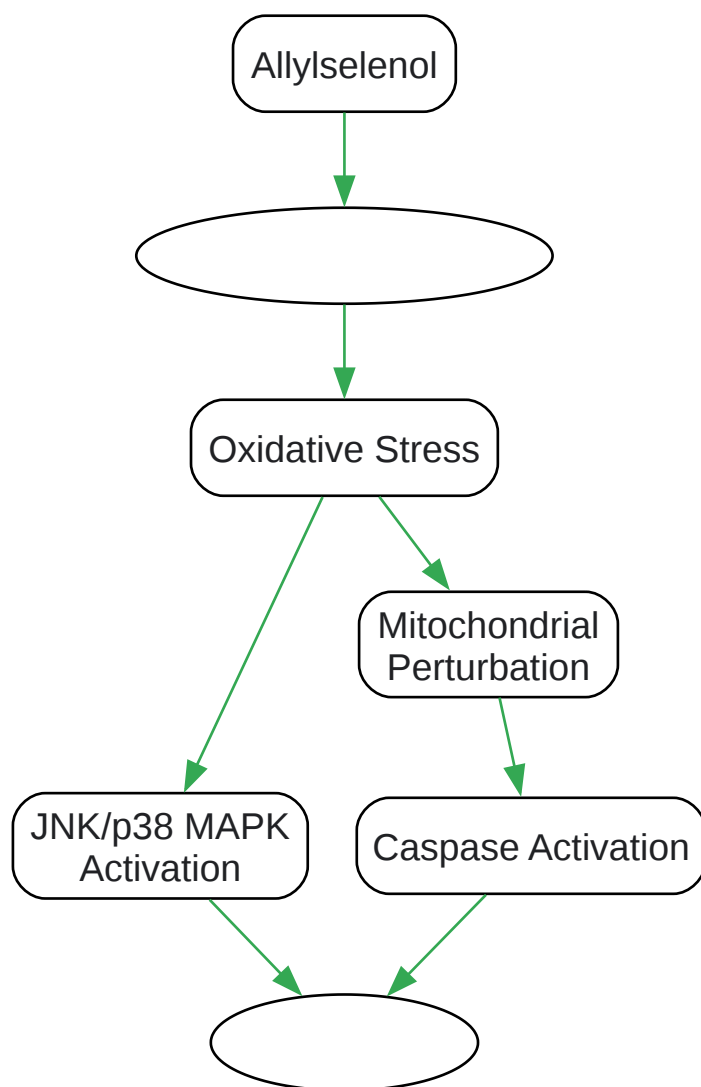 Allylselenol
Oxidative Stress
Mitochondrial
Perturbation
JNK/p38 MAPK
Activation
Caspase Activation